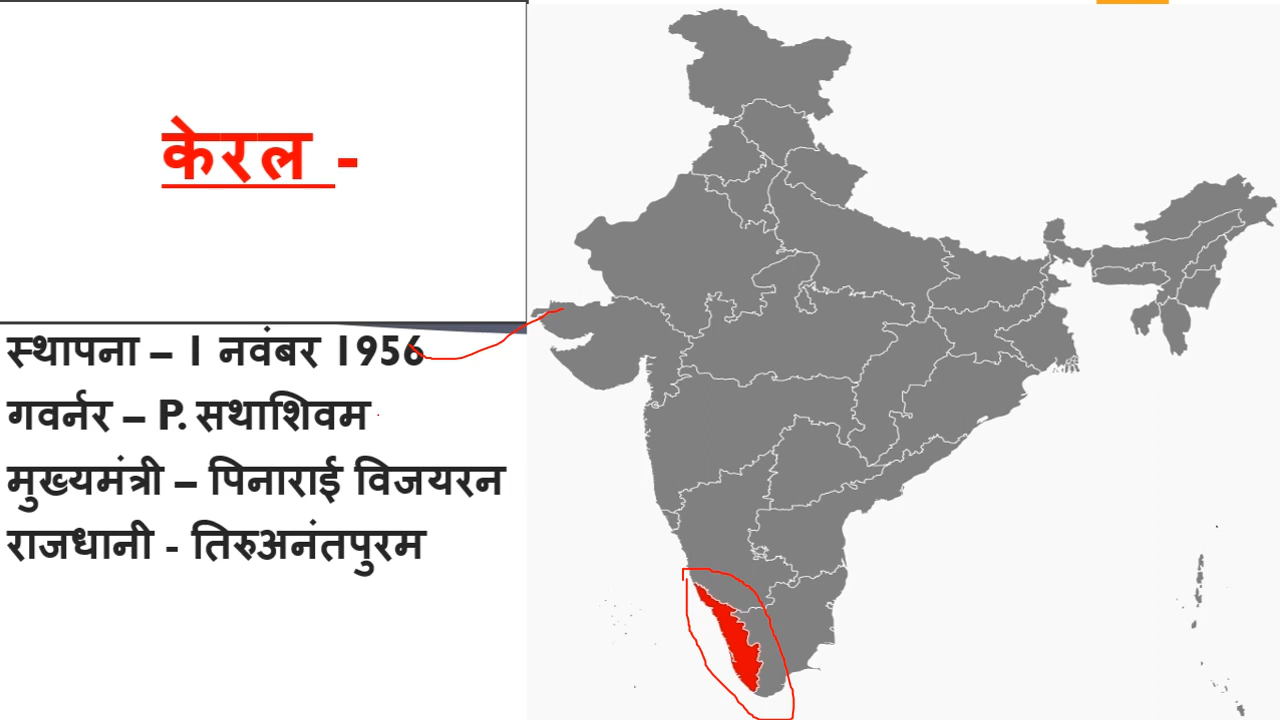 केरल -
स्थापना – 1 नवंबर 1956
गवर्नर – P. सथाशिवम
मुख्यमंत्री – पिनाराई विजयरन
राजधानी - तिरुअनंतपुरम